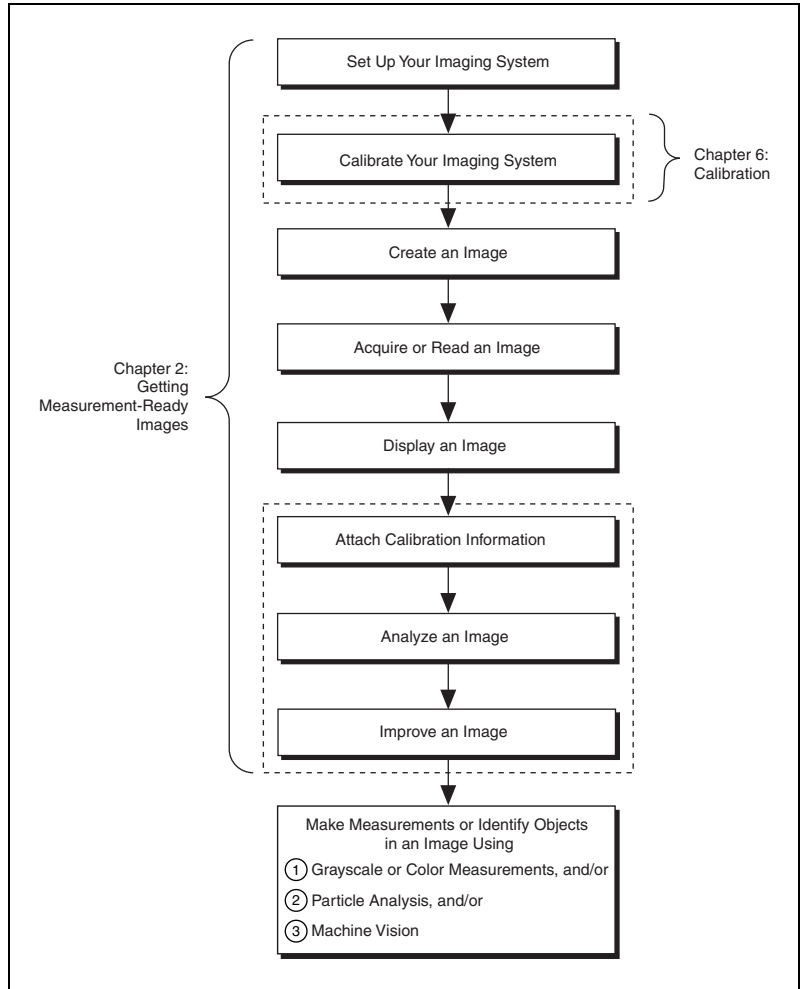 Set Up Your Imaging System
Calibrate Your Imaging System
Chapter 6:
Calibration
Create an Image
Acquire or Read an Image
Chapter 2:
Getting
Measurement-Ready
Images
Display an Image
Attach Calibration Information
Analyze an Image
Improve an Image
Make Measurements or Identify Objects
in an Image Using
1 Grayscale or Color Measurements, and/or
2 Particle Analysis, and/or
3 Machine Vision